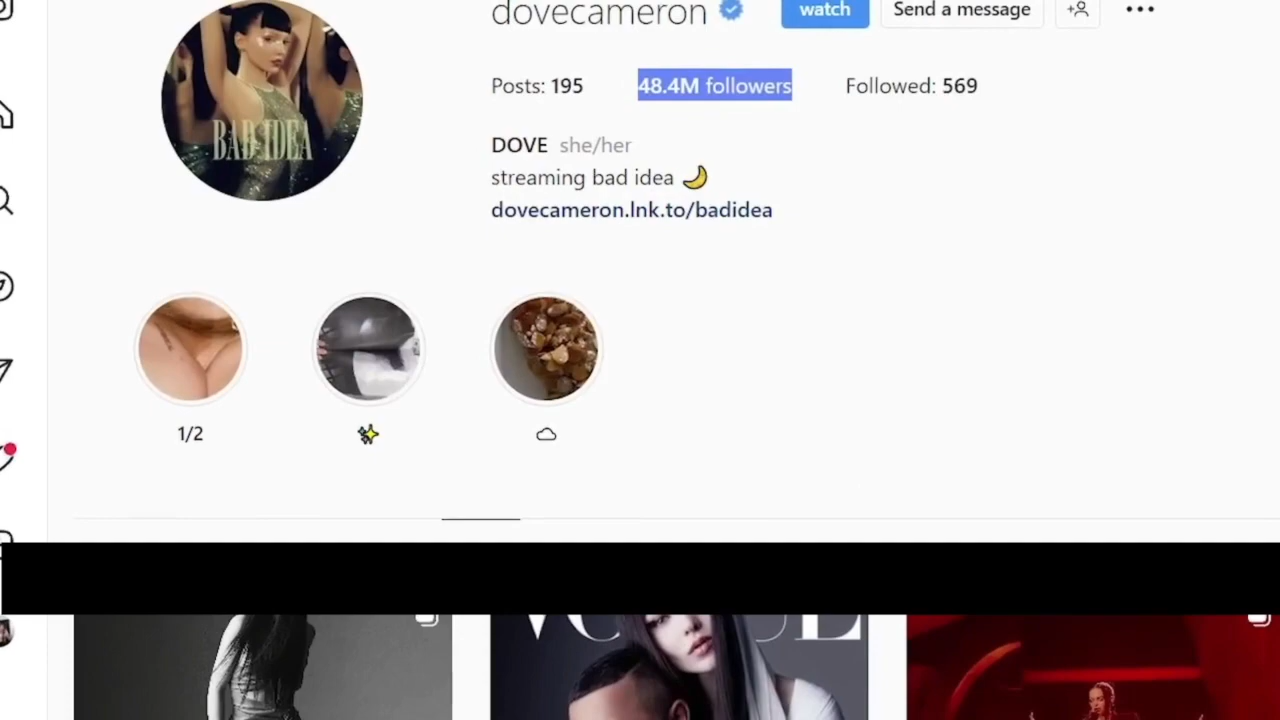 dovecameron
watch
Send a message
Posts: 195
48.4M followers
Followed: 569
DOVE she/her
streaming bad idea 🌙
dovecameron.lnk.to/badidea
BAD IDEA
1/2
VOGUE